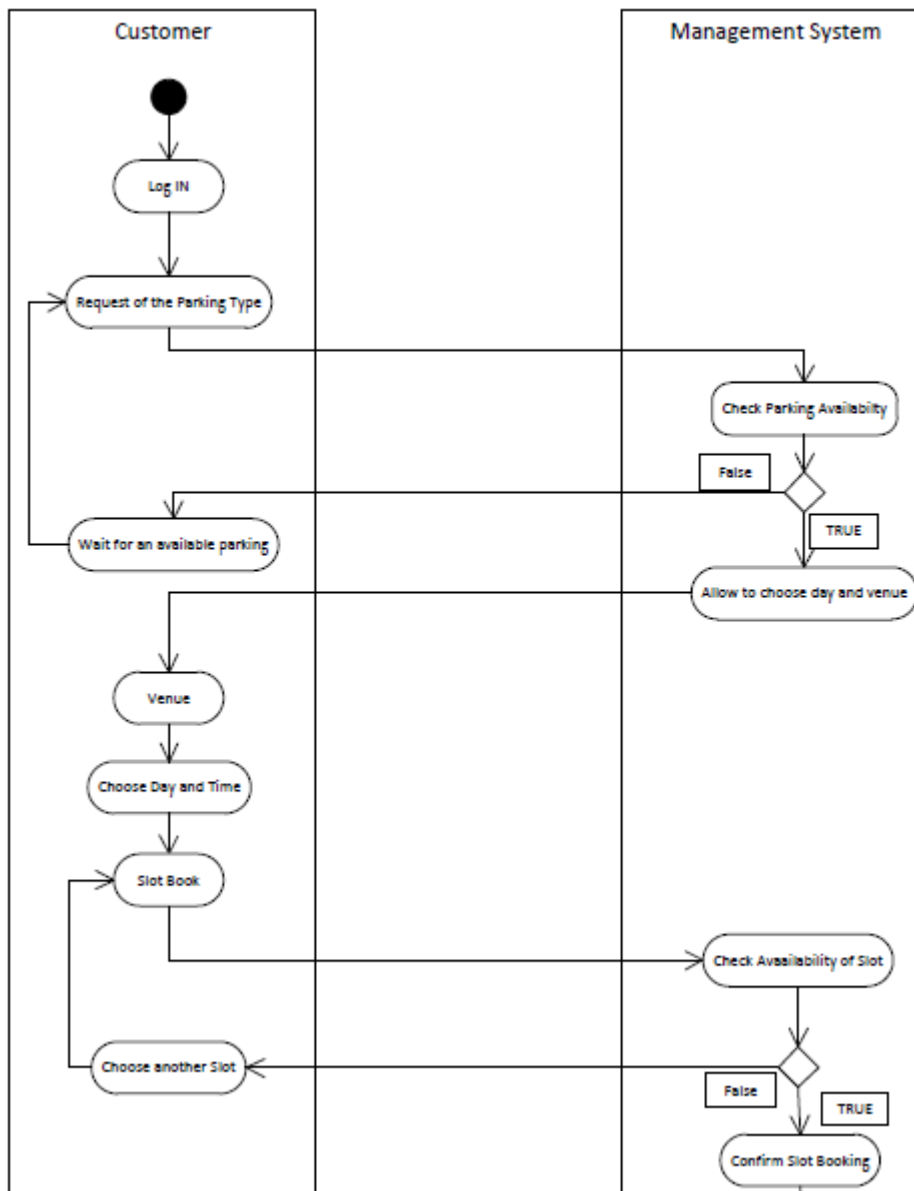 Customer
Management System
Log IN
Request of the Parking Type
Check Parking Availabilty
False
TRUE
Wait for an available parking
Allow to choose day and venue
Venue
Choose Day and Time
Slot Book
Check Avaailability of Slot
Choose another Slot
False
TRUE
Confirm Slot Booking